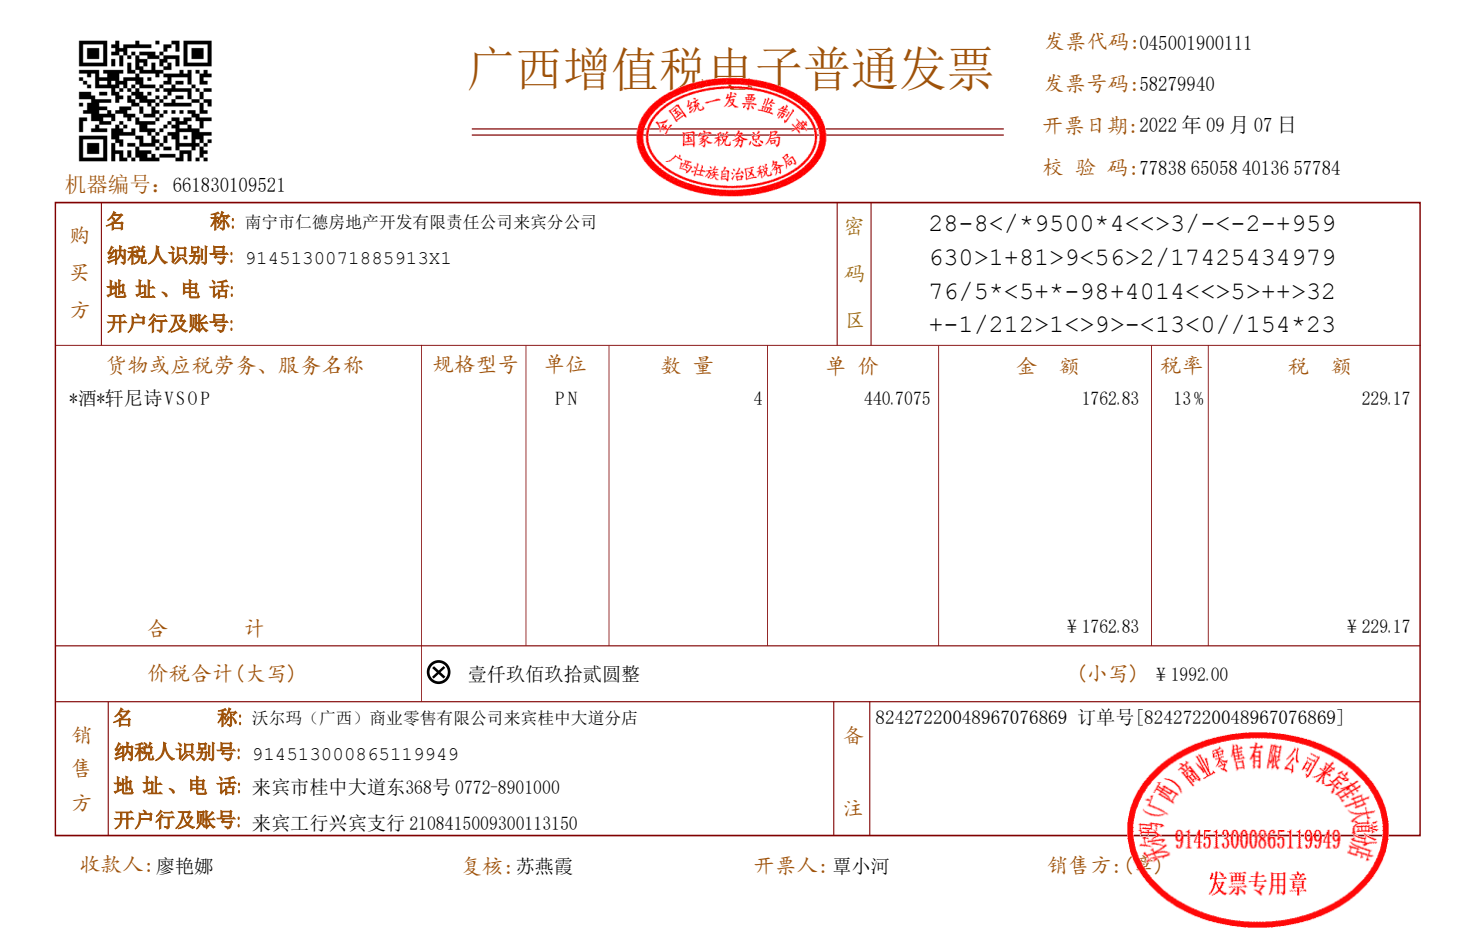 广西增值税电子普通发票
全国统一发票监制章
国家税务总局
广西壮族自治区税务局
发票代码:045001900111
发票号码:58279940
开票日期:2022 年 09 月 07 日
校 验 码:77838 65058 40136 57784
机器编号: 661830109521
购买方
名 称: 南宁市仁德房地产开发有限责任公司来宾分公司
纳税人识别号: 9145130071885913X1
地 址 、电 话:
开户行及账号:
密码区
28-8</*9500*4<<>3/-<-2-+959
630>1+81>9<56>2/17425434979
76/5*<5+*-98+4014<<>5>++>32
+-1/212>1<>9>-<13<0//154*23
货物或应税劳务、服务名称 规格型号 单位 数 量 单 价 金 额 税率 税 额
*酒*轩尼诗VSOP PN 4 440.7075 1762.83 13% 229.17
合 计 ¥1762.83 ¥229.17
价税合计(大写) ⊗ 壹仟玖佰玖拾贰圆整 (小写) ¥1992.00
销售方
名 称: 沃尔玛（广西）商业零售有限公司来宾桂中大道分店
纳税人识别号: 914513000865119949
地 址 、电 话: 来宾市桂中大道东368号 0772-8901000
开户行及账号: 来宾工行兴宾支行 2108415009300113150
备注
82427220048967076869 订单号[82427220048967076869]
沃尔玛(广西)商业零售有限公司来宾桂中大道分店
914513000865119949
发票专用章
收款人: 廖艳娜 复核: 苏燕霞 开票人: 覃小河 销售方:(章)